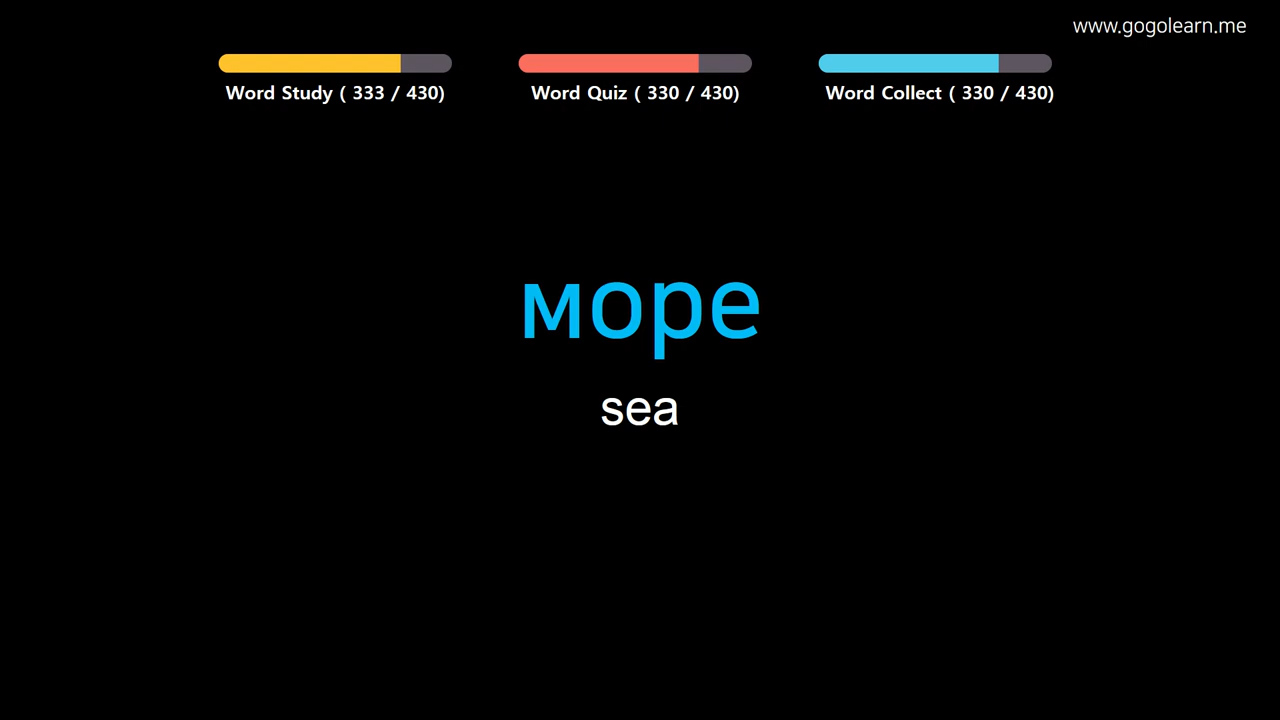 www.gogolearn.me
Word Study ( 333 / 430)
Word Quiz ( 330 / 430)
Word Collect ( 330 / 430)
море
sea